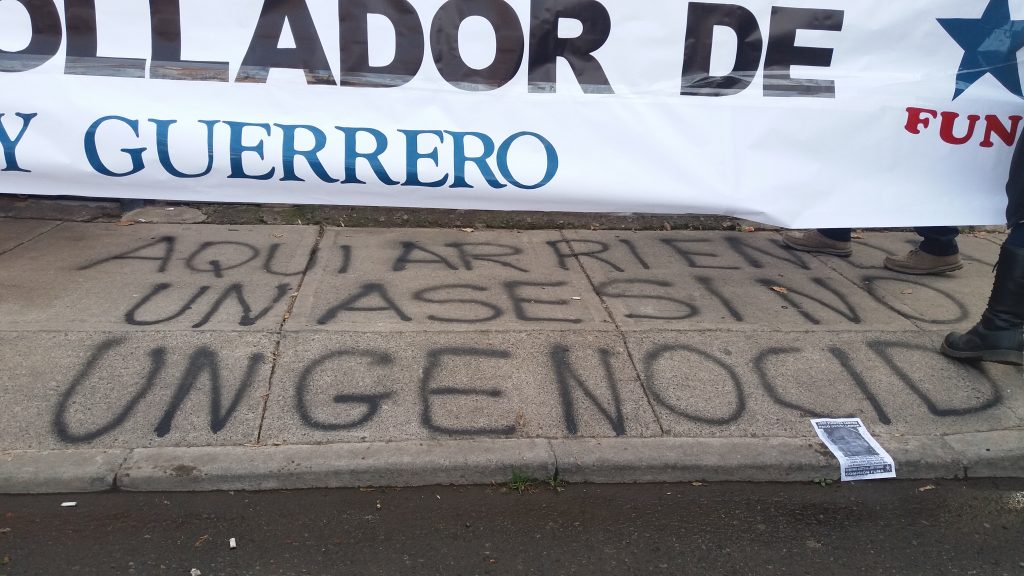 OLLADOR DE
Y GUERRERO
FUN
AQUI ARRIEN
UN ASESINO
UN GENOCID